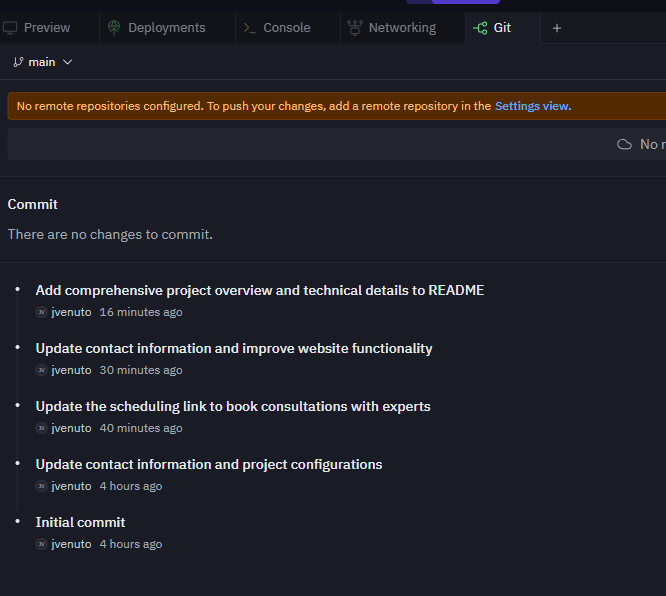 Preview Deployments Console Networking Git
main
No remote repositories configured. To push your changes, add a remote repository in the Settings view.
No r
Commit
There are no changes to commit.
Add comprehensive project overview and technical details to README
JV jvenuto 16 minutes ago
Update contact information and improve website functionality
JV jvenuto 30 minutes ago
Update the scheduling link to book consultations with experts
JV jvenuto 40 minutes ago
Update contact information and project configurations
JV jvenuto 4 hours ago
Initial commit
JV jvenuto 4 hours ago